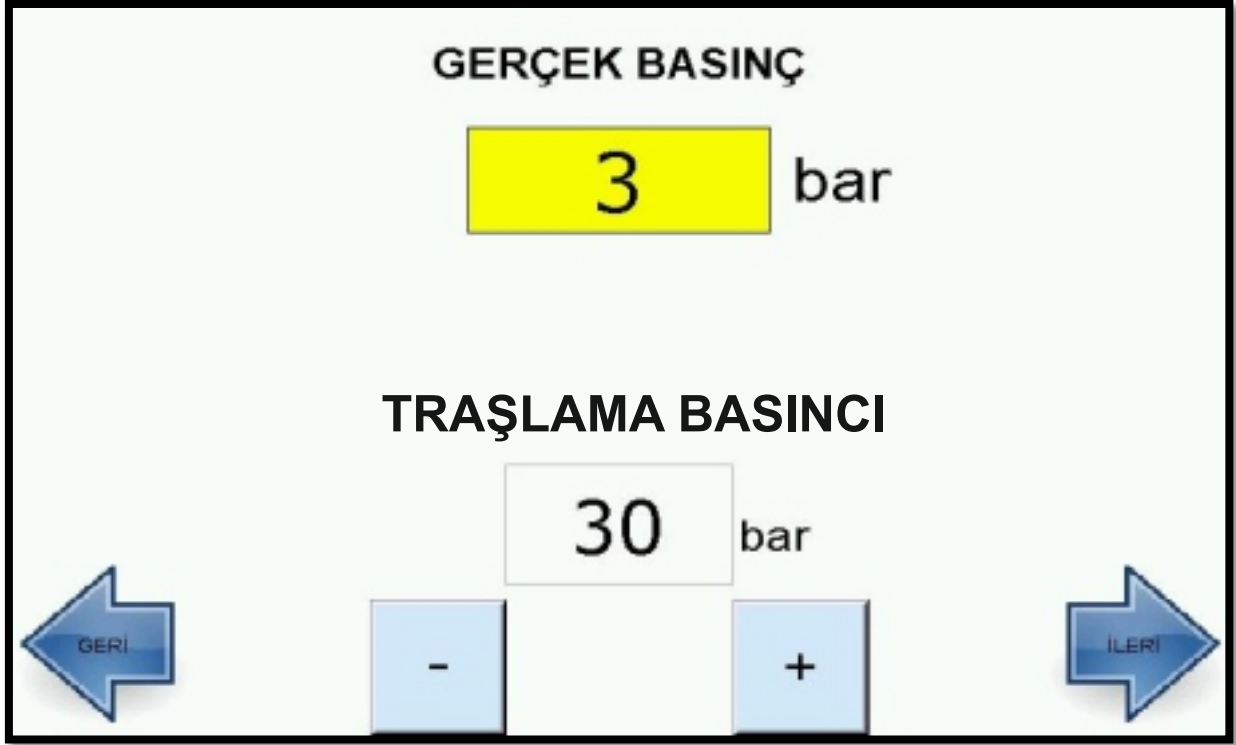 GERÇEK BASINÇ
3 bar
TRAŞLAMA BASINCI
30 bar
GERİ - + İLERİ